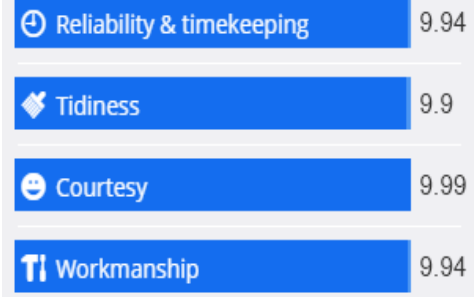 Reliability & timekeeping 9.94
Tidiness 9.9
Courtesy 9.99
Workmanship 9.94